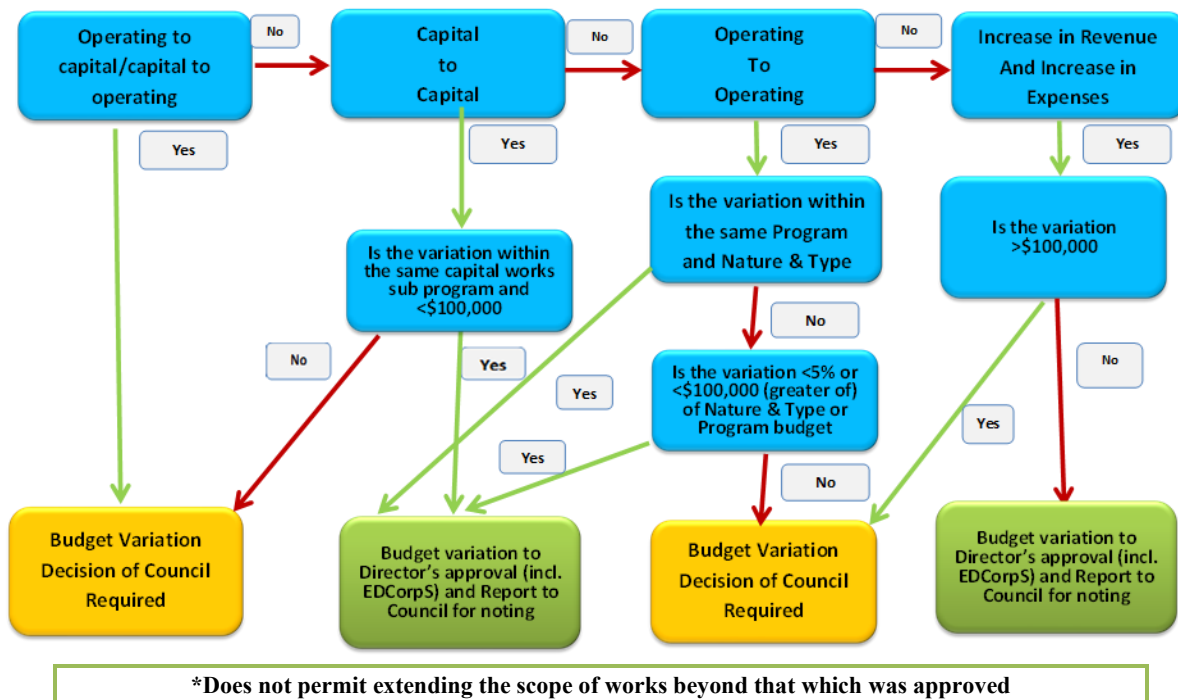 Operating to
capital/capital to
operating
No
Capital
to
Capital
No
Operating
To
Operating
No
Increase in Revenue
And Increase in
Expenses
Yes
Yes
Yes
Yes
Is the variation within
the same capital works
sub program and
<$100,000
Is the variation within
the same Program
and Nature & Type
Is the variation
>$100,000
No
Yes
Yes
No
Is the variation <5% or
<$100,000 (greater of)
of Nature & Type or
Program budget
No
Yes
Yes
No
Budget Variation
Decision of Council
Required
Budget variation to
Director's approval (incl.
EDCorpS) and Report to
Council for noting
Budget Variation
Decision of Council
Required
Budget variation to
Director's approval (incl.
EDCorpS) and Report to
Council for noting
*Does not permit extending the scope of works beyond that which was approved